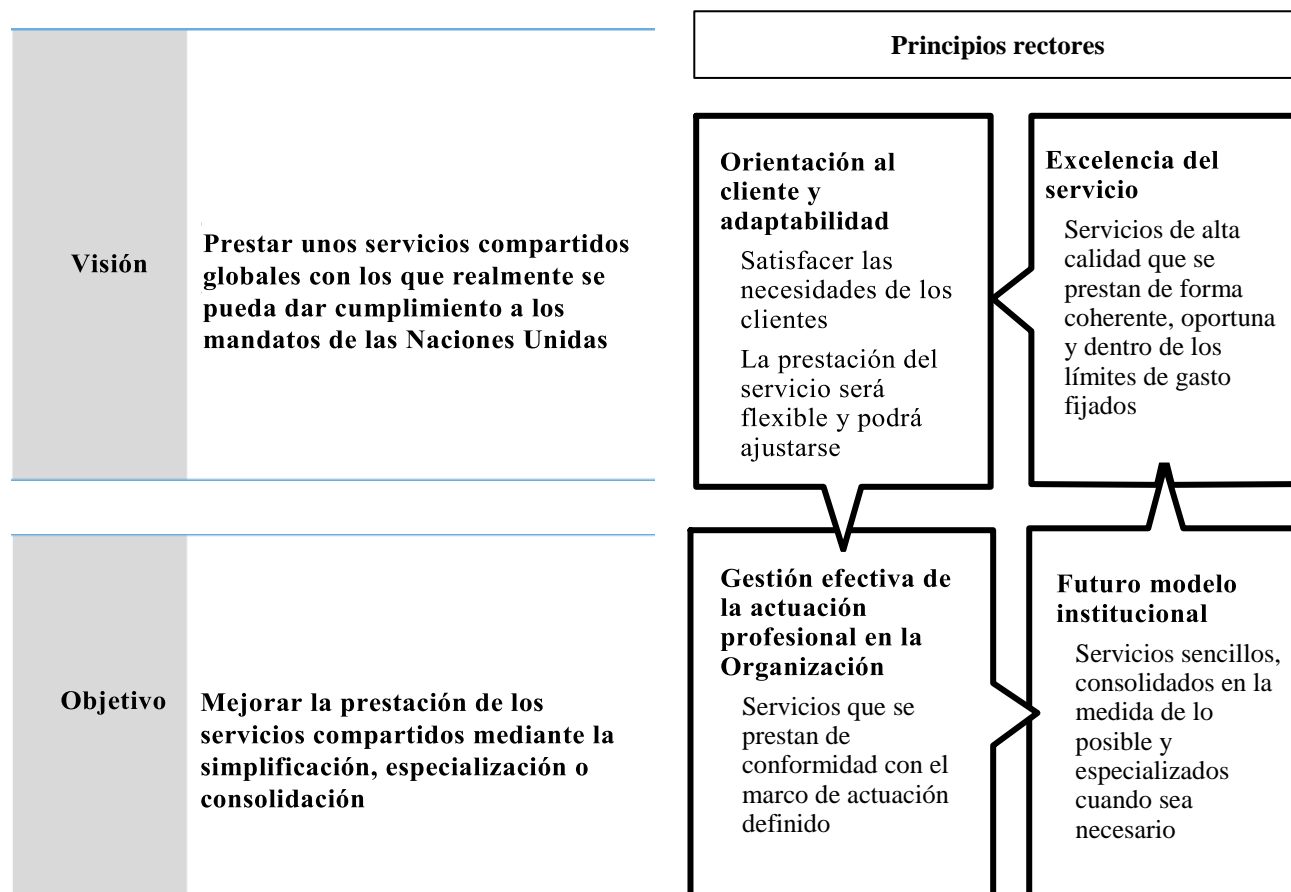 Visión
Prestar unos servicios compartidos
globales con los que realmente se
pueda dar cumplimiento a los
mandatos de las Naciones Unidas
Objetivo
Mejorar la prestación de los
servicios compartidos mediante la
simplificación, especialización o
consolidación
Principios rectores
Orientación al
cliente y
adaptabilidad
Satisfacer las
necesidades de los
clientes
La prestación del
servicio será
flexible y podrá
ajustarse
Excelencia del
servicio
Servicios de alta
calidad que se
prestan de forma
coherente, oportuna
y dentro de los
límites de gasto
fijados
Gestión efectiva de
la actuación
profesional en la
Organización
Servicios que se
prestan de
conformidad con el
marco de actuación
definido
Futuro modelo
institucional
Servicios sencillos,
consolidados en la
medida de lo
posible y
especializados
cuando sea
necesario